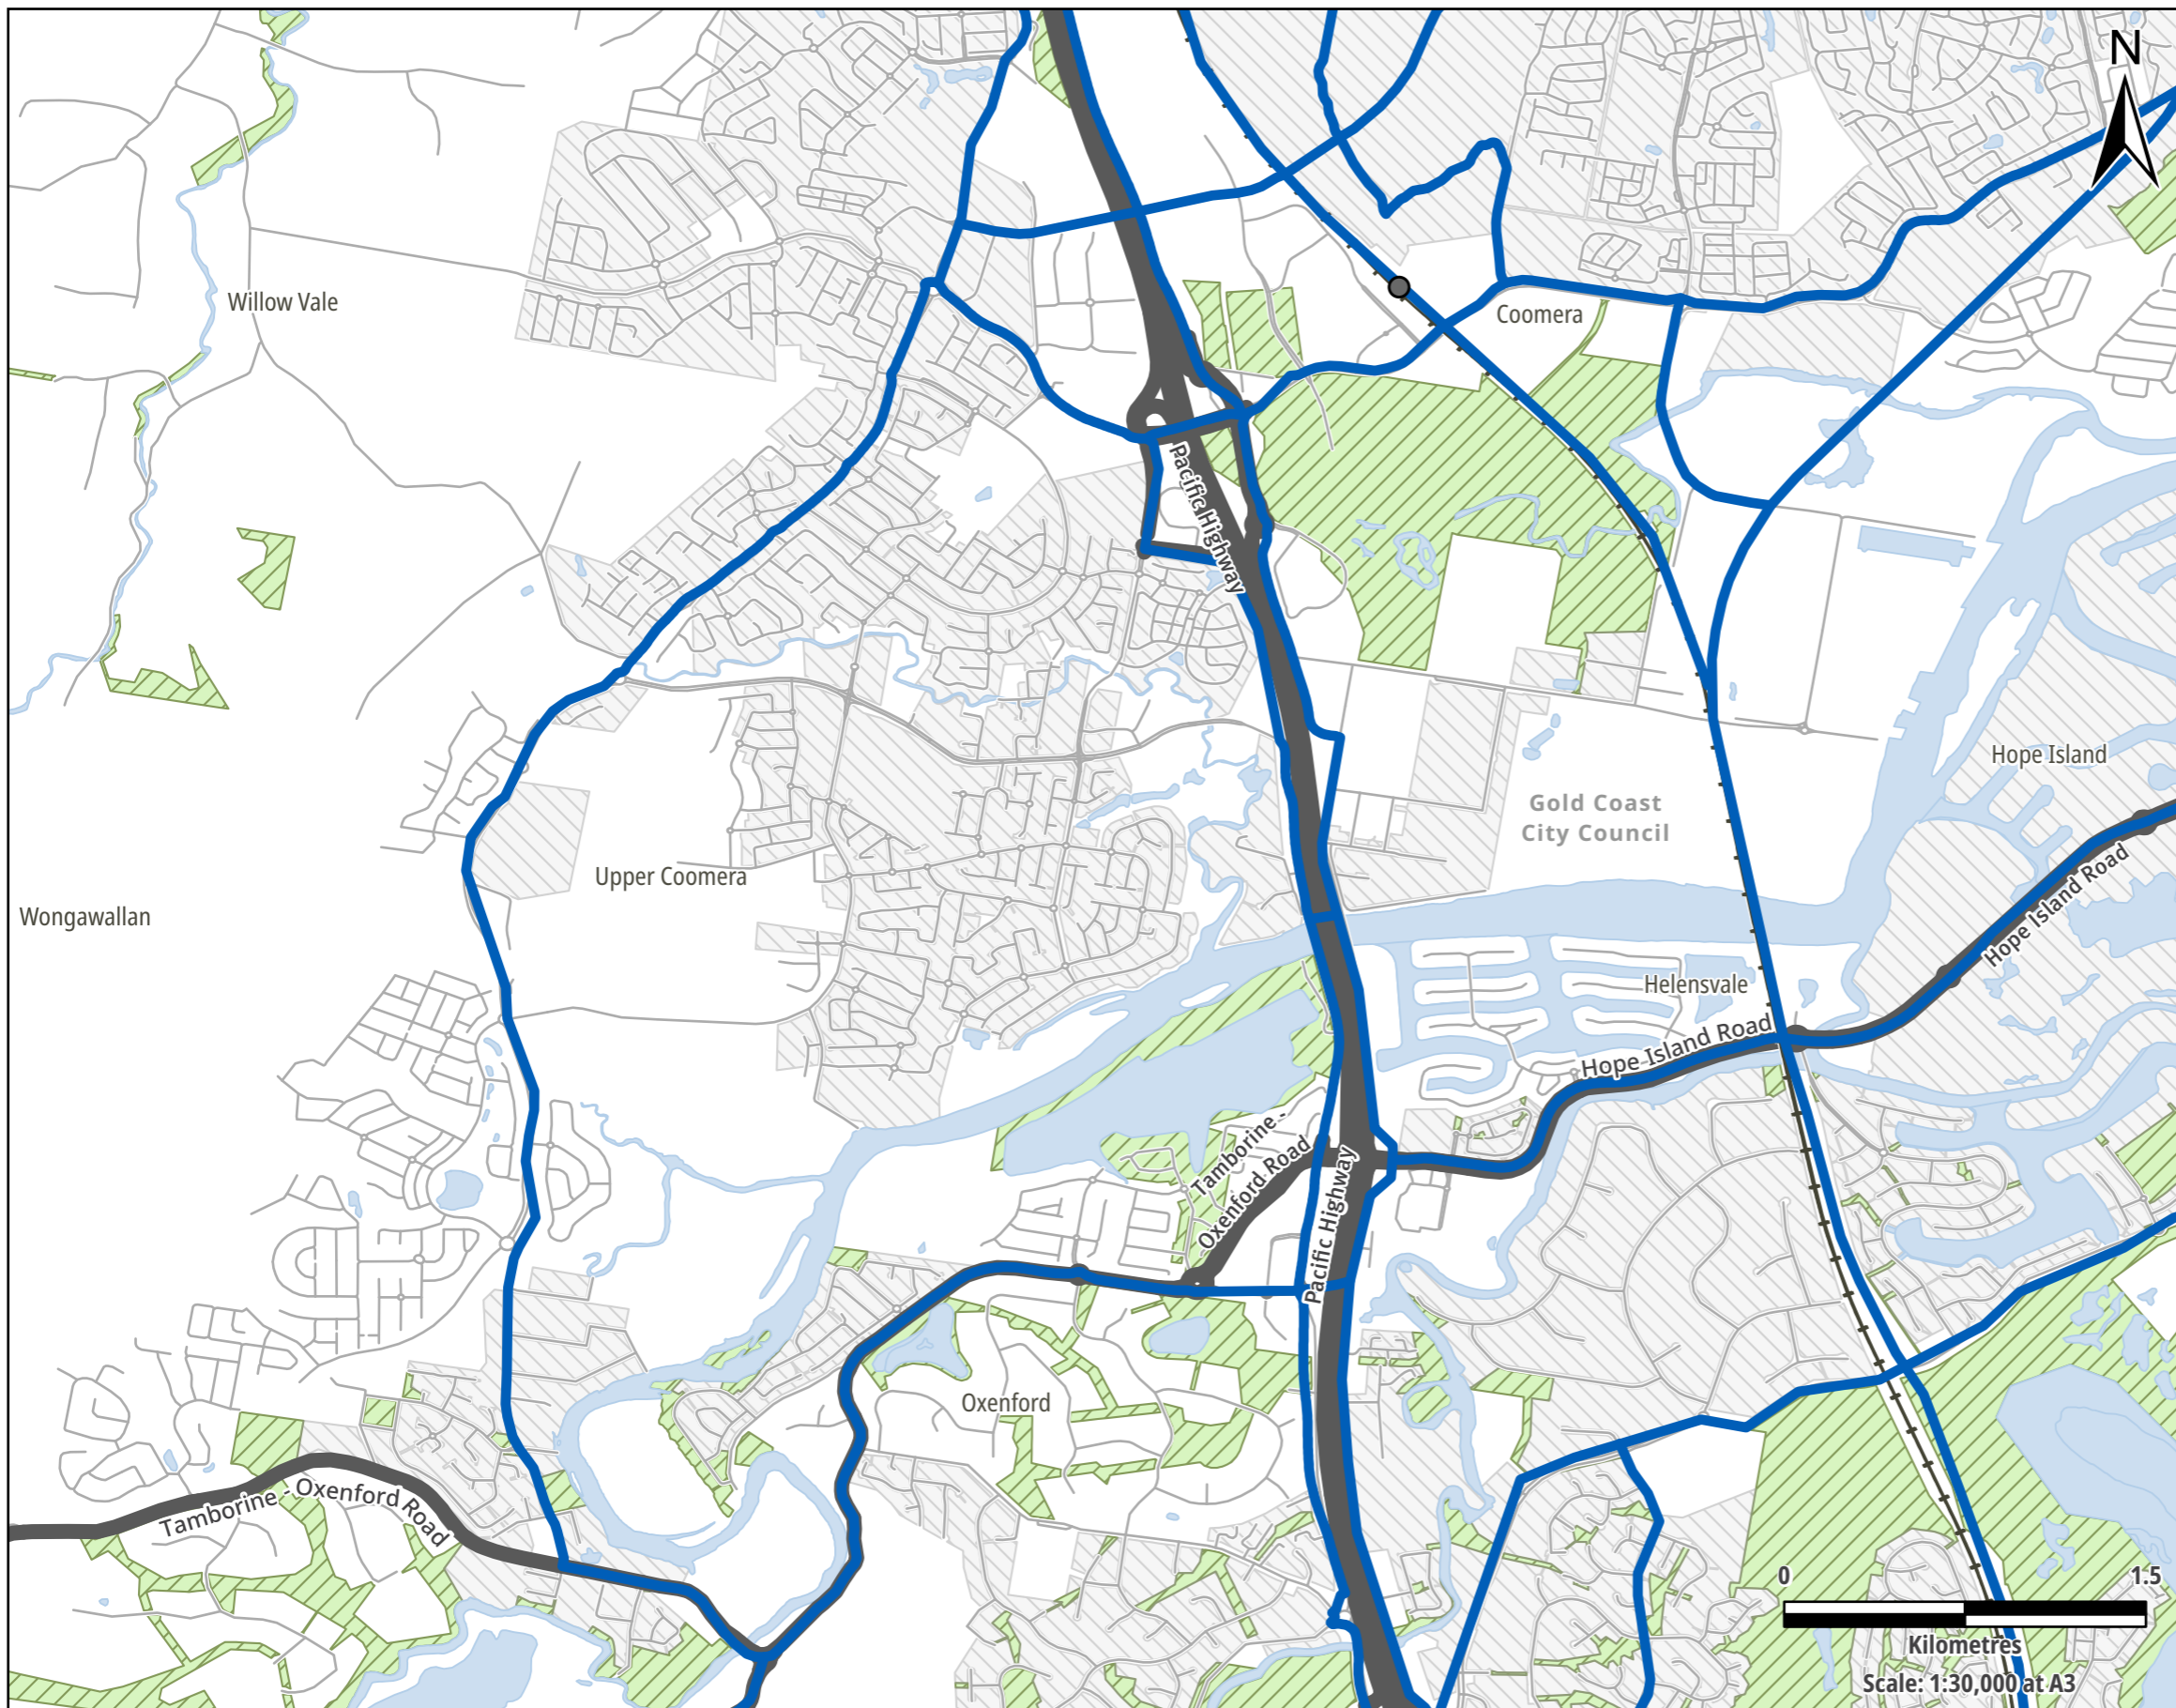 N
Willow Vale
Coomera
Pacific Highway
Hope Island
Gold Coast
City Council
Upper Coomera
Wongawallan
Hope Island Road
Helensvale
Hope Island Road
Tamborine -
Oxenford Road
Pacific Highway
Oxenford
Tamborine - Oxenford Road
0 1.5
Kilometres
Scale: 1:30,000 at A3